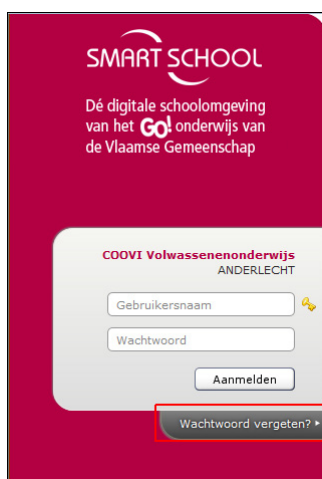 SMART SCHOOL
Dé digitale schoolomgeving
van het GO! onderwijs van
de Vlaamse Gemeenschap
COOVI Volwassenenonderwijs
ANDERLECHT
Gebruikersnaam
Wachtwoord
Aanmelden
Wachtwoord vergeten?